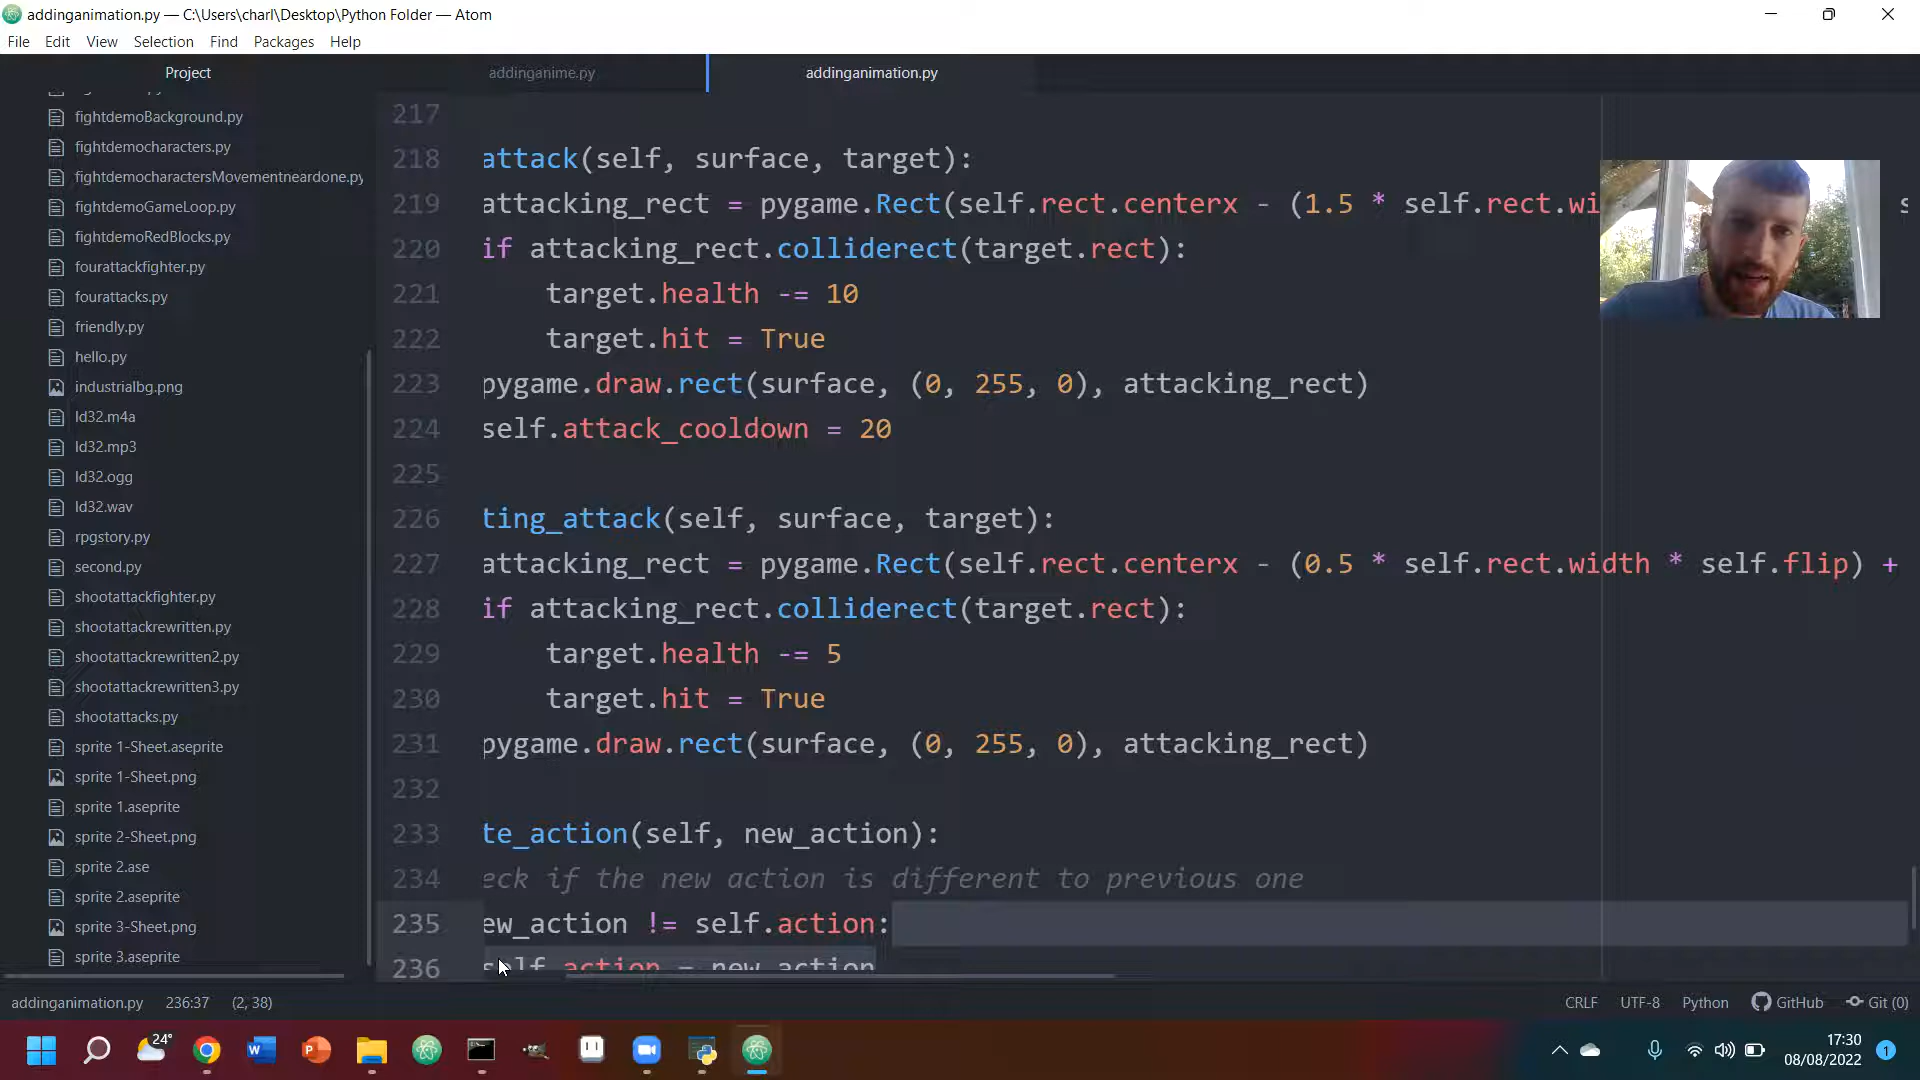 addinganimation.py — C:\Users\charl\Desktop\Python Folder — Atom
File Edit View Selection Find Packages Help
Project
addinganime.py
addinganimation.py
fightdemoBackground.py
fightdemocharacters.py
fightdemocharactersMovementneardone.py
fightdemoGameLoop.py
fightdemoRedBlocks.py
fourattackfighter.py
fourattacks.py
friendly.py
hello.py
industrialbg.png
ld32.m4a
ld32.mp3
ld32.ogg
ld32.wav
rpgstory.py
second.py
shootattackfighter.py
shootattackrewritten.py
shootattackrewritten2.py
shootattackrewritten3.py
shootattacks.py
sprite 1-Sheet.aseprite
sprite 1-Sheet.png
sprite 1.aseprite
sprite 2-Sheet.png
sprite 2.ase
sprite 2.aseprite
sprite 3-Sheet.png
sprite 3.aseprite
217
218 attack(self, surface, target):
219 attacking_rect = pygame.Rect(self.rect.centerx - (1.5 * self.rect.wi s
220 if attacking_rect.colliderect(target.rect):
221 target.health -= 10
222 target.hit = True
223 pygame.draw.rect(surface, (0, 255, 0), attacking_rect)
224 self.attack_cooldown = 20
225
226 ting_attack(self, surface, target):
227 attacking_rect = pygame.Rect(self.rect.centerx - (0.5 * self.rect.width * self.flip) +
228 if attacking_rect.colliderect(target.rect):
229 target.health -= 5
230 target.hit = True
231 pygame.draw.rect(surface, (0, 255, 0), attacking_rect)
232
233 te_action(self, new_action):
234 eck if the new action is different to previous one
235 ew_action != self.action:
236 self.action = new_action
addinganimation.py 236:37 (2, 38)
CRLF UTF-8 Python GitHub Git (0)
24°
17:30
08/08/2022
1